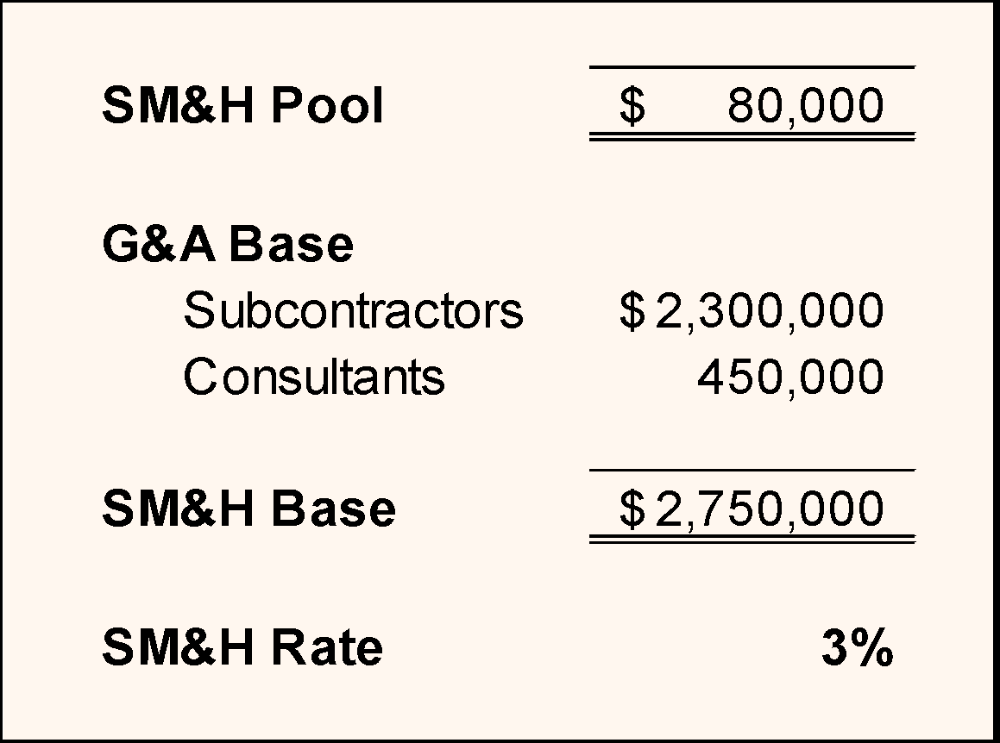 SM&H Pool $ 80,000
G&A Base
Subcontractors $2,300,000
Consultants 450,000
SM&H Base $2,750,000
SM&H Rate 3%